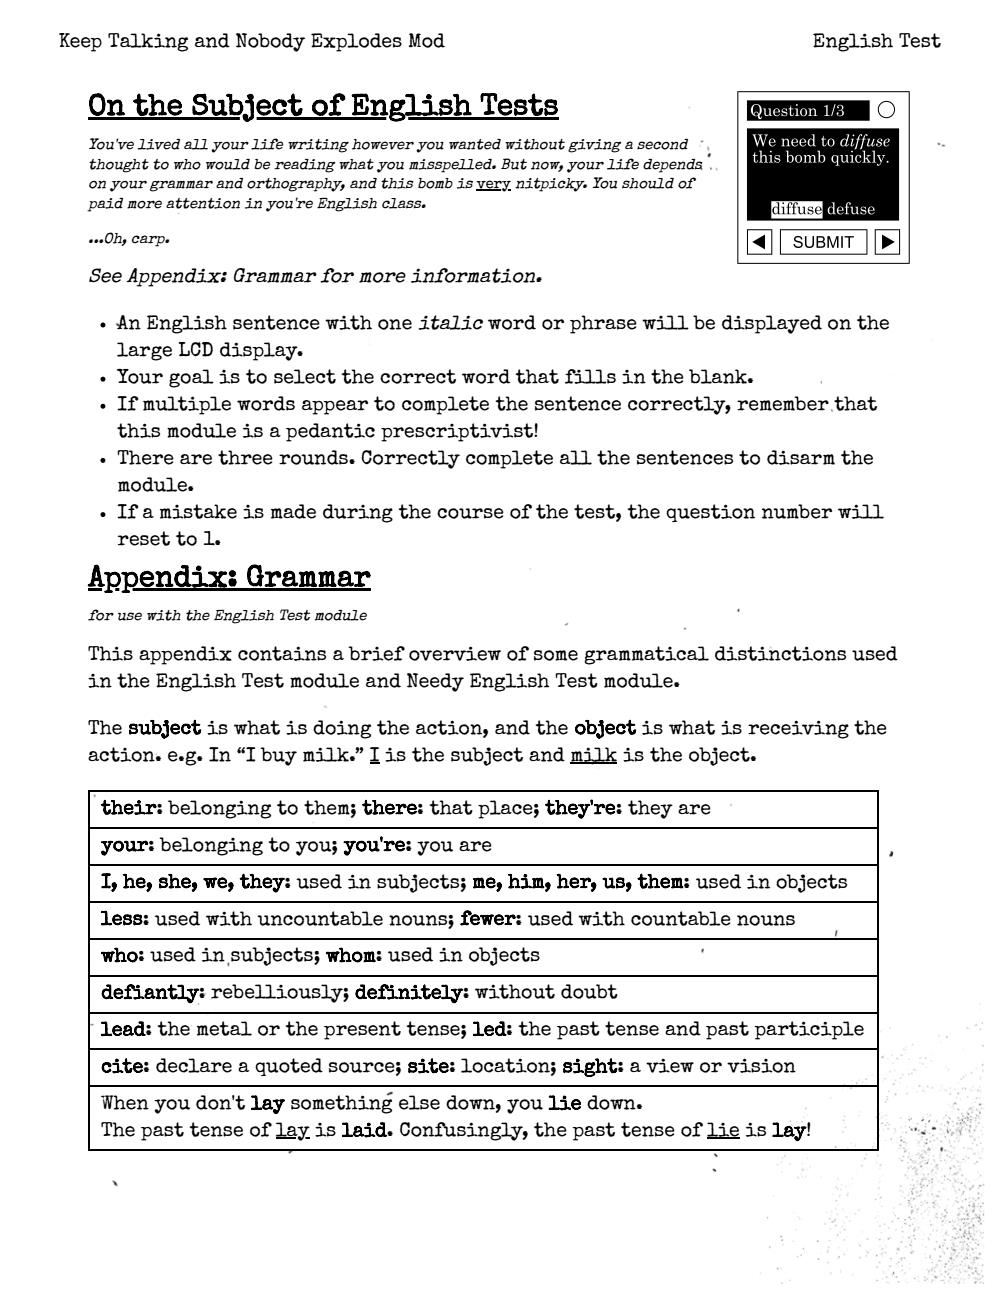 Keep Talking and Nobody Explodes Mod English Test
On the Subject of English Tests
You've lived all your life writing however you wanted without giving a second
thought to who would be reading what you misspelled. But now, your life depends
on your grammar and orthography, and this bomb is very nitpicky. You should of
paid more attention in you're English class.
...Oh, carp.
See Appendix: Grammar for more information.
Question 1/3
We need to diffuse
this bomb quickly.
diffuse defuse
◀ SUBMIT ▶
• An English sentence with one italic word or phrase will be displayed on the
large LCD display.
• Your goal is to select the correct word that fills in the blank.
• If multiple words appear to complete the sentence correctly, remember that
this module is a pedantic prescriptivist!
• There are three rounds. Correctly complete all the sentences to disarm the
module.
• If a mistake is made during the course of the test, the question number will
reset to 1.
Appendix: Grammar
for use with the English Test module
This appendix contains a brief overview of some grammatical distinctions used
in the English Test module and Needy English Test module.
The subject is what is doing the action, and the object is what is receiving the
action. e.g. In “I buy milk.” I is the subject and milk is the object.
their: belonging to them; there: that place; they're: they are
your: belonging to you; you're: you are
I, he, she, we, they: used in subjects; me, him, her, us, them: used in objects
less: used with uncountable nouns; fewer: used with countable nouns
who: used in subjects; whom: used in objects
defiantly: rebelliously; definitely: without doubt
lead: the metal or the present tense; led: the past tense and past participle
cite: declare a quoted source; site: location; sight: a view or vision
When you don't lay something else down, you lie down.
The past tense of lay is laid. Confusingly, the past tense of lie is lay!